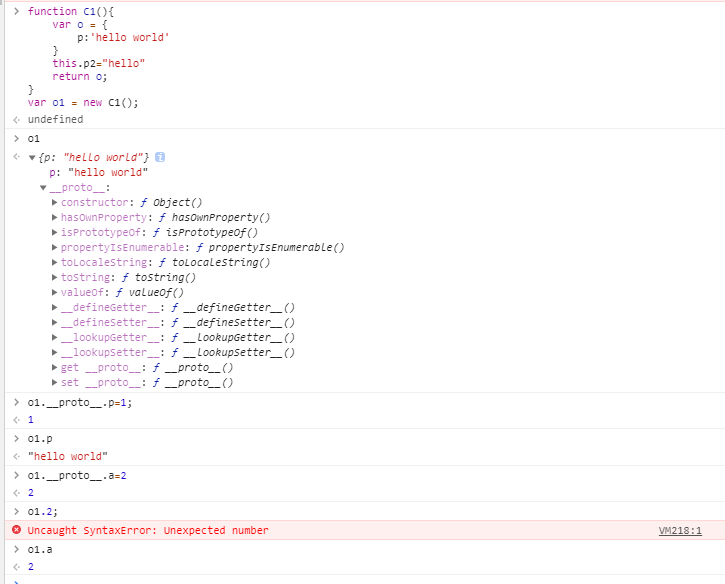 function C1(){
var o = {
p:'hello world'
}
this.p2="hello"
return o;
}
var o1 = new C1();
undefined
o1
{p: "hello world"} i
p: "hello world"
__proto__:
constructor: ƒ Object()
hasOwnProperty: ƒ hasOwnProperty()
isPrototypeOf: ƒ isPrototypeOf()
propertyIsEnumerable: ƒ propertyIsEnumerable()
toLocaleString: ƒ toLocaleString()
toString: ƒ toString()
valueOf: ƒ valueOf()
__defineGetter__: ƒ __defineGetter__()
__defineSetter__: ƒ __defineSetter__()
__lookupGetter__: ƒ __lookupGetter__()
__lookupSetter__: ƒ __lookupSetter__()
get __proto__: ƒ __proto__()
set __proto__: ƒ __proto__()
o1.__proto__.p=1;
1
o1.p
"hello world"
o1.__proto__.a=2
2
o1.2;
Uncaught SyntaxError: Unexpected number VM218:1
o1.a
2